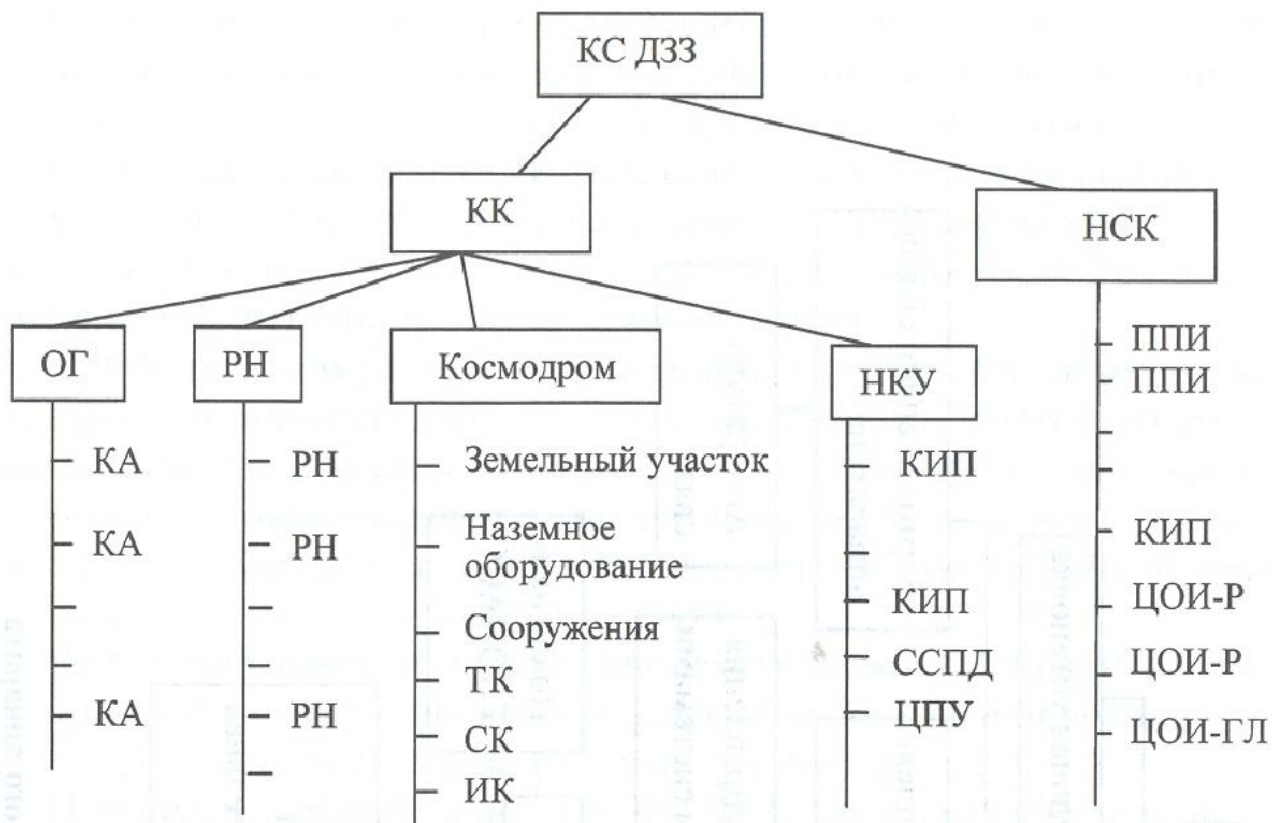 КС ДЗЗ
КК
НСК
ОГ
РН
Космодром
НКУ
КА
КА
КА
РН
РН
РН
Земельный участок
Наземное
оборудование
Сооружения
ТК
СК
ИК
КИП
КИП
ССПД
ЦПУ
ППИ
ППИ
КИП
ЦОИ-Р
ЦОИ-Р
ЦОИ-ГЛ